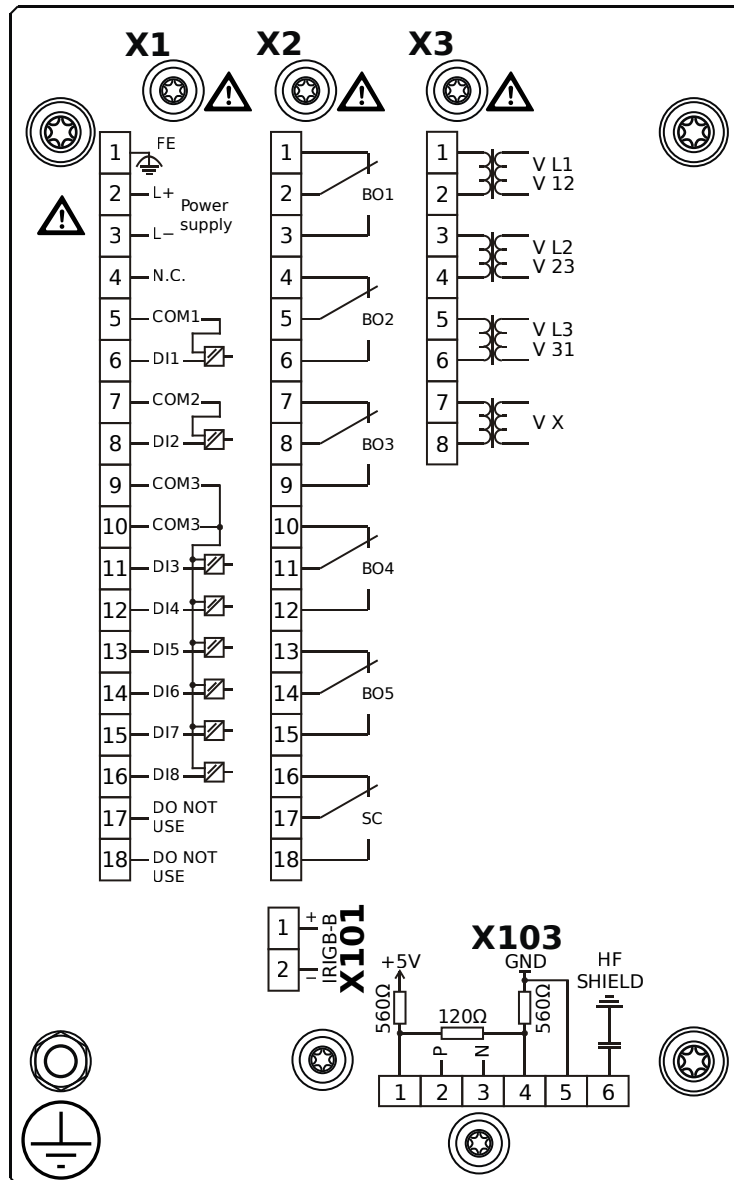 X1
X2
X3
1 FE
2 L+
Power
supply
3 L−
4 N.C.
5 COM1
6 DI1
7 COM2
8 DI2
9 COM3
10 COM3
11 DI3
12 DI4
13 DI5
14 DI6
15 DI7
16 DI8
17 DO NOT
USE
18 DO NOT
USE
1
2 BO1
3
4
5 BO2
6
7
8 BO3
9
10
11 BO4
12
13
14 BO5
15
16
17 SC
18
1 V L1
2 V 12
3 V L2
4 V 23
5 V L3
6 V 31
7 V X
8
1 +
2 −
IRIGB-B
X101
X103
+5V
GND
HF
SHIELD
560Ω
120Ω
560Ω
P
N
1 2 3 4 5 6